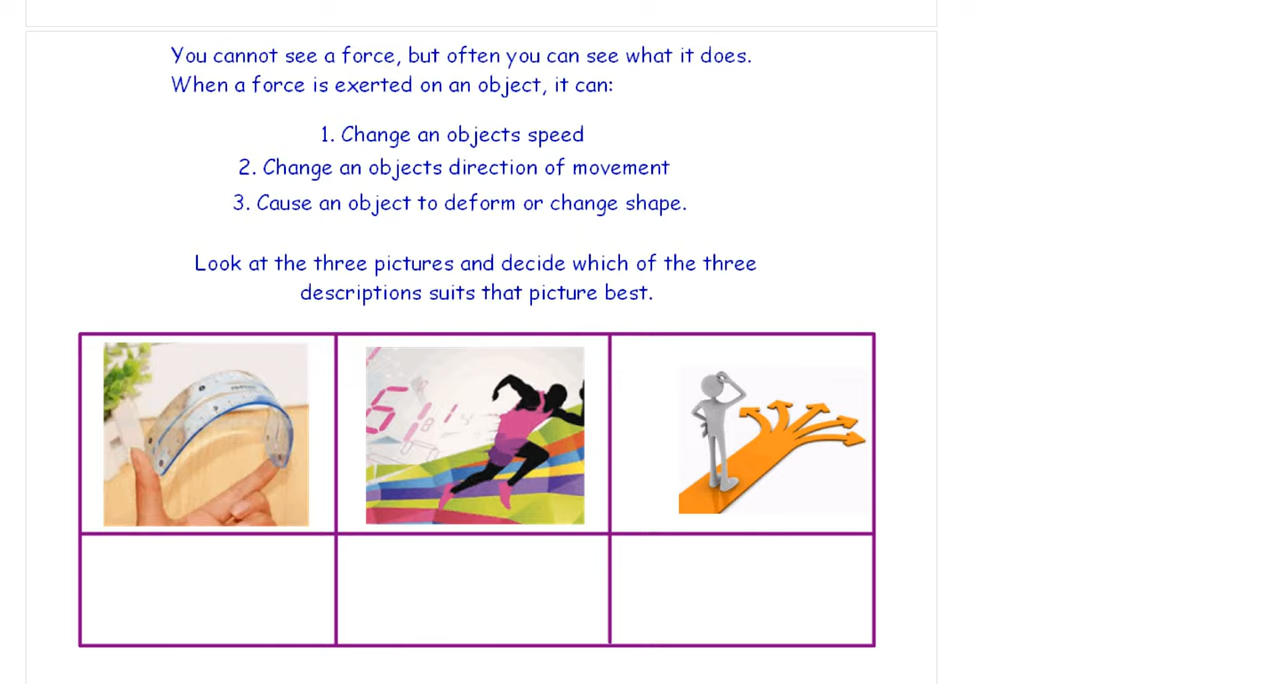 You cannot see a force, but often you can see what it does.
When a force is exerted on an object, it can:
1. Change an objects speed
2. Change an objects direction of movement
3. Cause an object to deform or change shape.
Look at the three pictures and decide which of the three
descriptions suits that picture best.